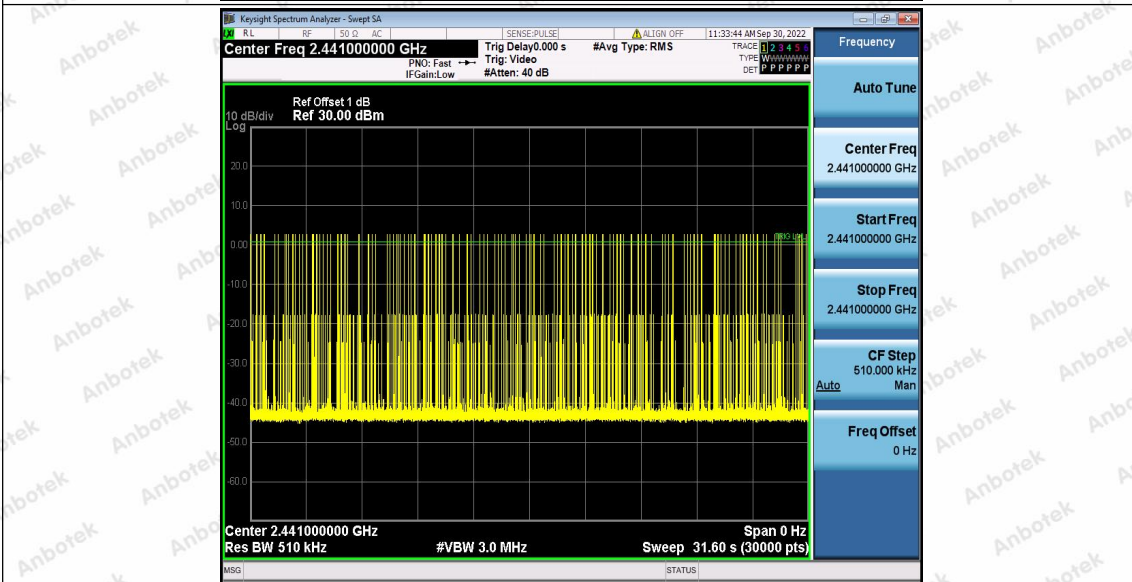 Keysight Spectrum Analyzer - Swept SA
RL RF 50 Ω AC SENSE:PULSE ALIGN OFF 11:33:44 AM Sep 30, 2022
Center Freq 2.441000000 GHz
PNO: Fast
IFGain:Low
Trig Delay0.000 s
Trig: Video
#Atten: 40 dB
#Avg Type: RMS
TRACE 1 2 3 4 5 6
TYPE WWWWWW
DET P P P P P P
Ref Offset 1 dB
10 dB/div Ref 30.00 dBm
Log
20.0
10.0
0.00
-10.0
-20.0
-30.0
-40.0
-50.0
-60.0
Center 2.441000000 GHz Span 0 Hz
Res BW 510 kHz #VBW 3.0 MHz Sweep 31.60 s (30000 pts)
MSG STATUS
Frequency
Auto Tune
Center Freq
2.441000000 GHz
Start Freq
2.441000000 GHz
Stop Freq
2.441000000 GHz
CF Step
510.000 kHz
Auto Man
Freq Offset
0 Hz
Anbotek